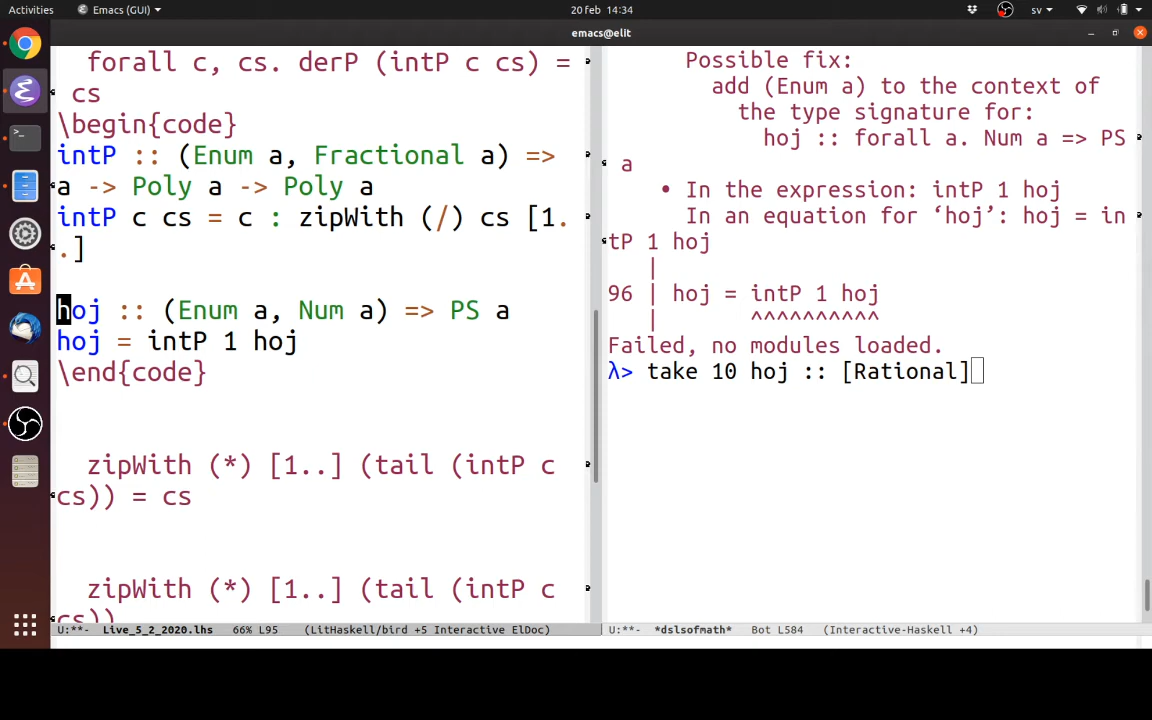 Activities
Emacs (GUI)
20 feb 14:34
sv
emacs@elit
forall c, cs. derP (intP c cs) =
cs
\begin{code}
intP :: (Enum a, Fractional a) =>
a -> Poly a -> Poly a
intP c cs = c : zipWith (/) cs [1.
.]
hoj :: (Enum a, Num a) => PS a
hoj = intP 1 hoj
\end{code}
zipWith (*) [1..] (tail (intP c
cs)) = cs
zipWith (*) [1..] (tail (intP c
cs))
U:**- Live_5_2_2020.lhs 66% L95 (LitHaskell/bird +5 Interactive ElDoc)
Possible fix:
add (Enum a) to the context of
the type signature for:
hoj :: forall a. Num a => PS
a
• In the expression: intP 1 hoj
In an equation for ‘hoj’: hoj = in
tP 1 hoj
|
96 | hoj = intP 1 hoj
| ^^^^^^^^^^
Failed, no modules loaded.
λ> take 10 hoj :: [Rational]
U:**- *dslsofmath* Bot L584 (Interactive-Haskell +4)